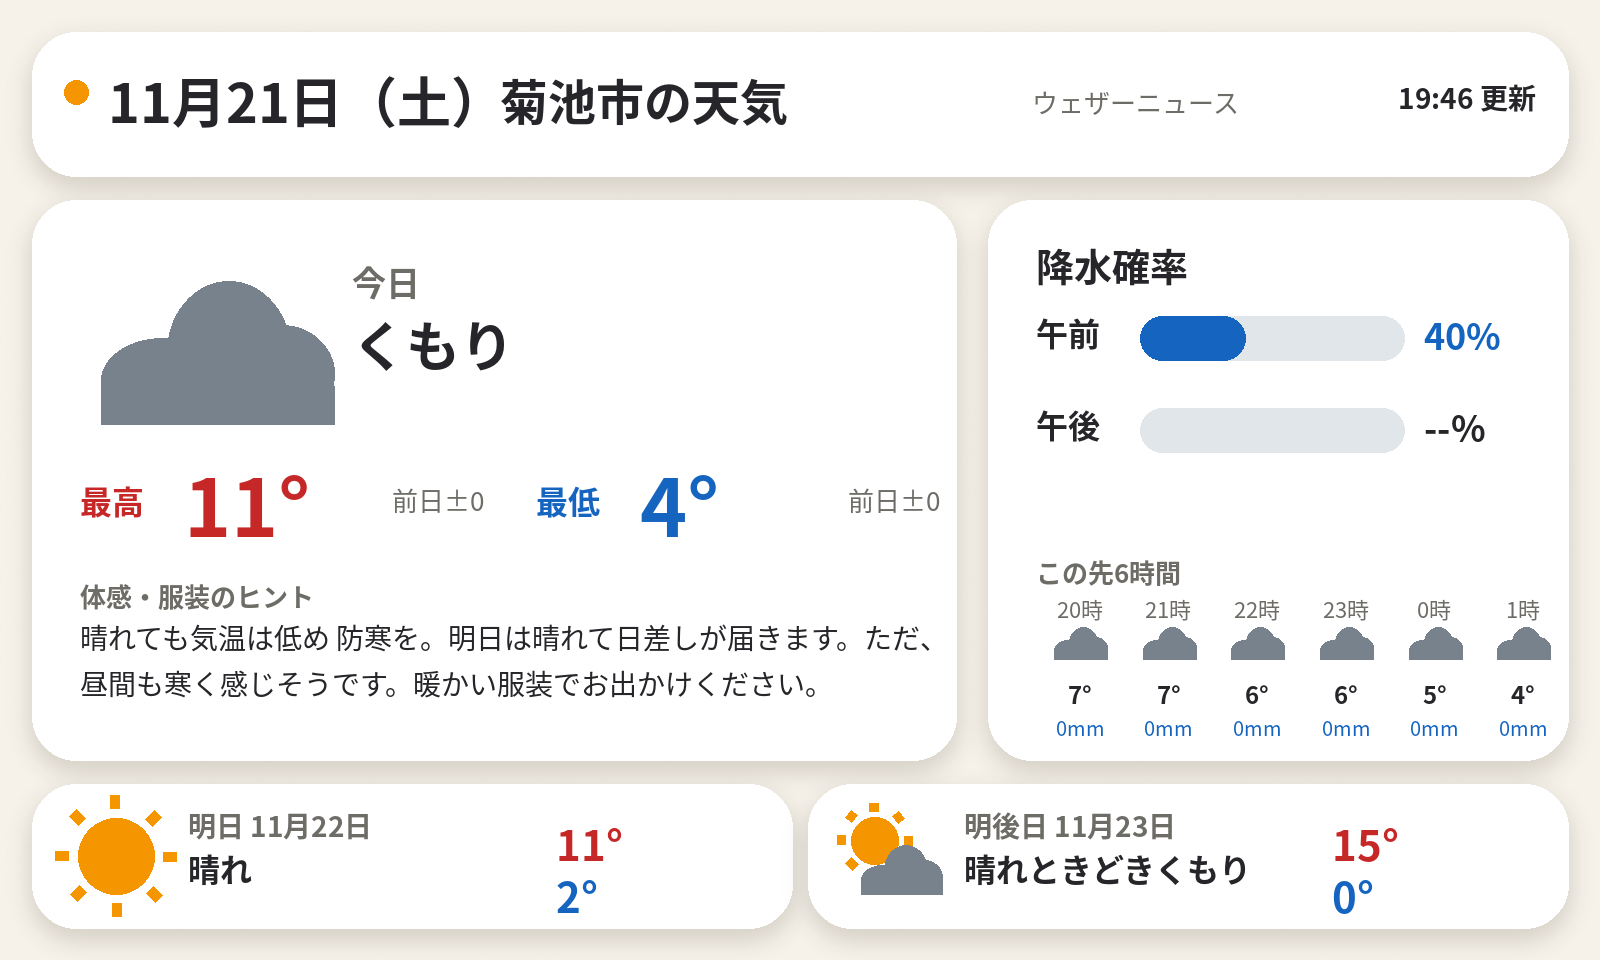 11月21日（土）菊池市の天気
ウェザーニュース
19:46 更新
今日
くもり
最高 11° 前日±0 最低 4° 前日±0
体感・服装のヒント
晴れても気温は低め 防寒を。明日は晴れて日差しが届きます。ただ、
昼間も寒く感じそうです。暖かい服装でお出かけください。
降水確率
午前 40%
午後 --%
この先6時間
20時 21時 22時 23時 0時 1時
7° 7° 6° 6° 5° 4°
0mm 0mm 0mm 0mm 0mm 0mm
明日 11月22日
晴れ
11°
2°
明後日 11月23日
晴れときどきくもり
15°
0°